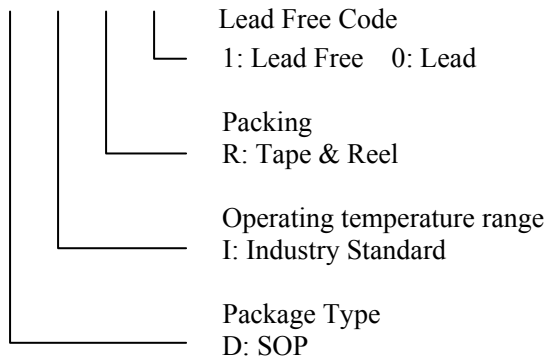 Lead Free Code
1: Lead Free 0: Lead
Packing
R: Tape & Reel
Operating temperature range
I: Industry Standard
Package Type
D: SOP